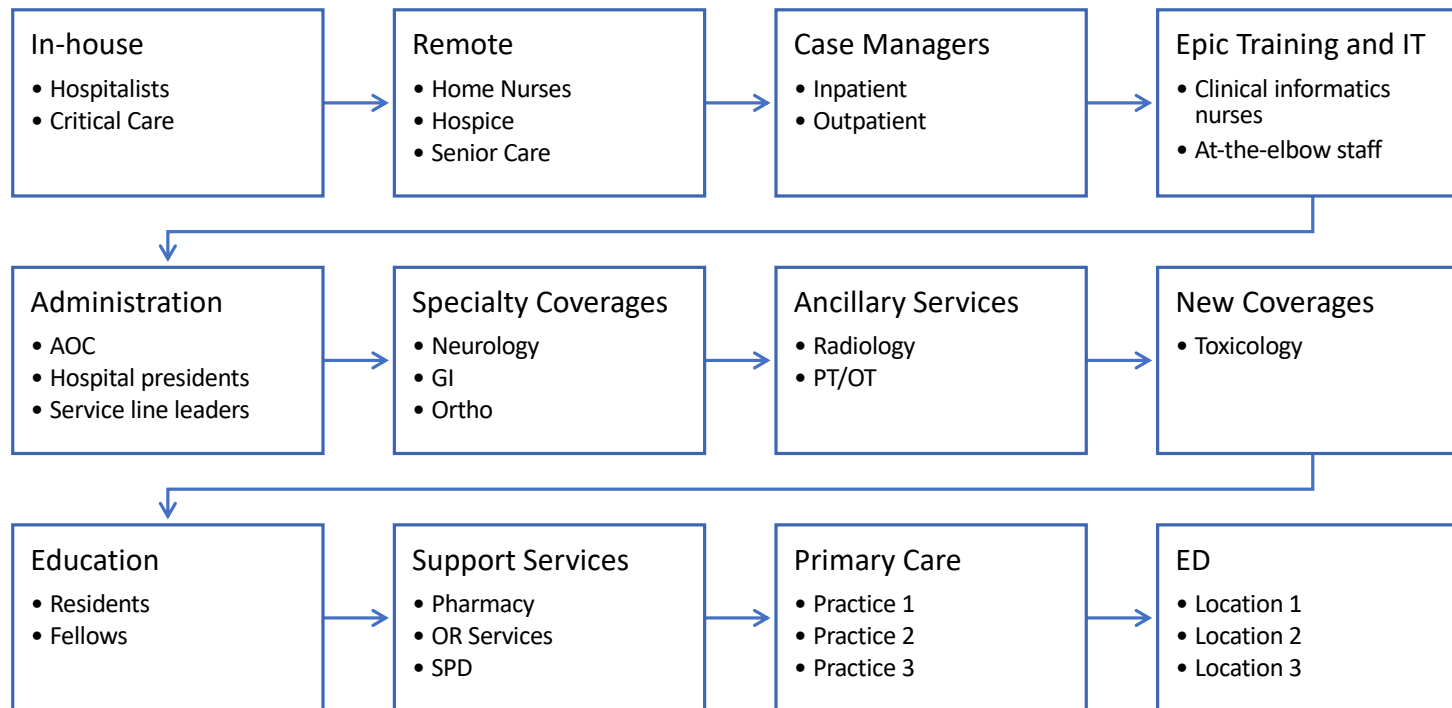 In-house
• Hospitalists
• Critical Care
Remote
• Home Nurses
• Hospice
• Senior Care
Case Managers
• Inpatient
• Outpatient
Epic Training and IT
• Clinical informatics
nurses
• At-the-elbow staff
Administration
• AOC
• Hospital presidents
• Service line leaders
Specialty Coverages
• Neurology
• GI
• Ortho
Ancillary Services
• Radiology
• PT/OT
New Coverages
• Toxicology
Education
• Residents
• Fellows
Support Services
• Pharmacy
• OR Services
• SPD
Primary Care
• Practice 1
• Practice 2
• Practice 3
ED
• Location 1
• Location 2
• Location 3